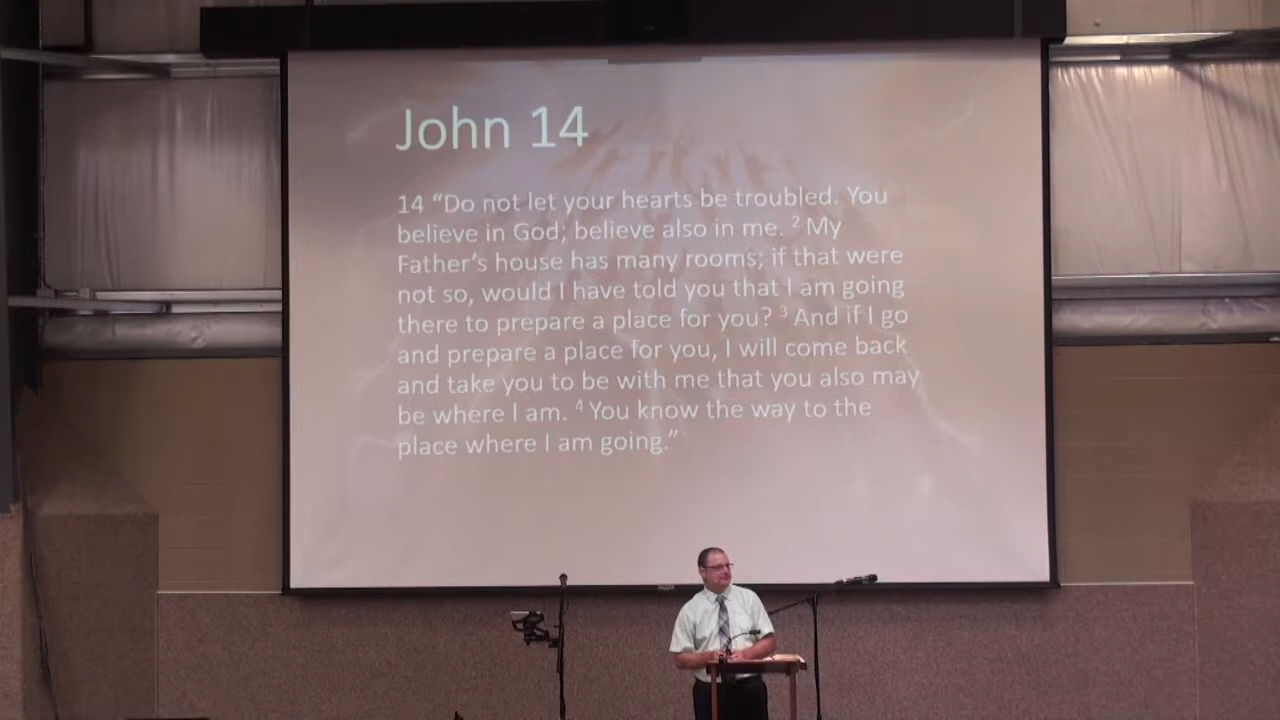 John 14
14 “Do not let your hearts be troubled. You
believe in God; believe also in me. ² My
Father’s house has many rooms; if that were
not so, would I have told you that I am going
there to prepare a place for you? ³ And if I go
and prepare a place for you, I will come back
and take you to be with me that you also may
be where I am. ⁴ You know the way to the
place where I am going.”